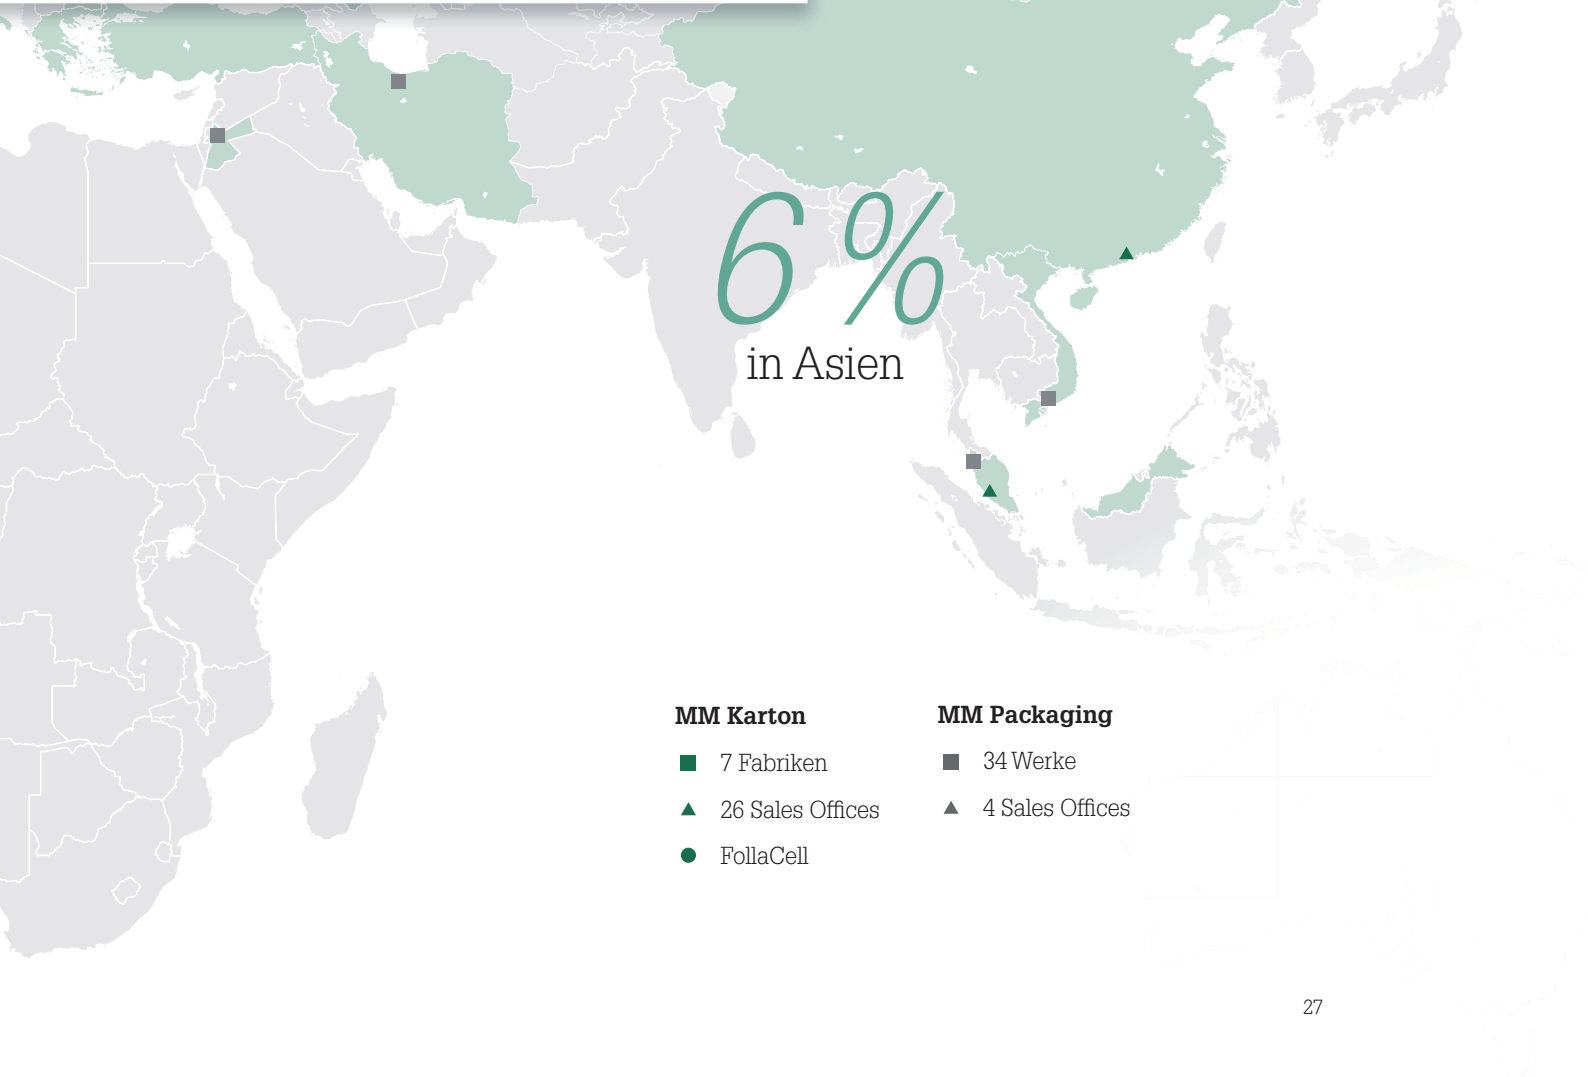 6 %
in Asien
MM Karton
7 Fabriken
26 Sales Offices
FollaCell
MM Packaging
34 Werke
4 Sales Offices
27